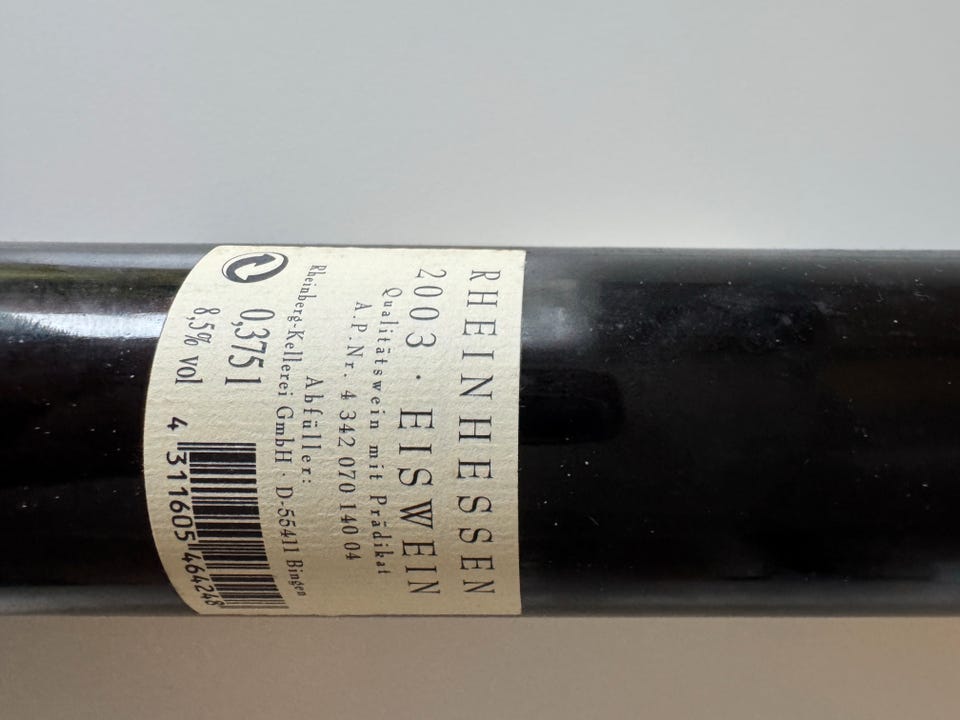 RHEINHESSEN
2003 · EISWEIN
Qualitätswein mit Prädikat
A.P.Nr. 4 342 070 140 04
Abfüller:
Rheinberg-Kellerei GmbH · D-55411 Bingen
0,375 l
8,5% vol
4 311605 464248